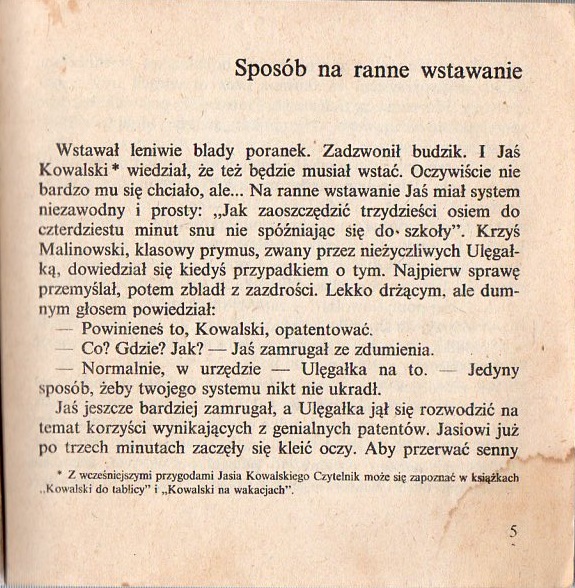 Sposób na ranne wstawanie
Wstawał leniwie blady poranek. Zadzwonił budzik. I Jaś
Kowalski* wiedział, że też będzie musiał wstać. Oczywiście nie
bardzo mu się chciało, ale... Na ranne wstawanie Jaś miał system
niezawodny i prosty: „Jak zaoszczędzić trzydzieści osiem do
czterdziestu minut snu nie spóźniając się do szkoły”. Krzyś
Malinowski, klasowy prymus, zwany przez nieżyczliwych Ulęgał-
ką, dowiedział się kiedyś przypadkiem o tym. Najpierw sprawę
przemyślał, potem zbladł z zazdrości. Lekko drżącym, ale dum-
nym głosem powiedział:
— Powinieneś to, Kowalski, opatentować.
— Co? Gdzie? Jak? — Jaś zamrugał ze zdumienia.
— Normalnie, w urzędzie — Ulęgałka na to. — Jedyny
sposób, żeby twojego systemu nikt nie ukradł.
Jaś jeszcze bardziej zamrugał, a Ulęgałka jął się rozwodzić na
temat korzyści wynikających z genialnych patentów. Jasiowi już
po trzech minutach zaczęły się kleić oczy. Aby przerwać senny
* Z wcześniejszymi przygodami Jasia Kowalskiego Czytelnik może się zapoznać w książkach
„Kowalski do tablicy” i „Kowalski na wakacjach”.
5